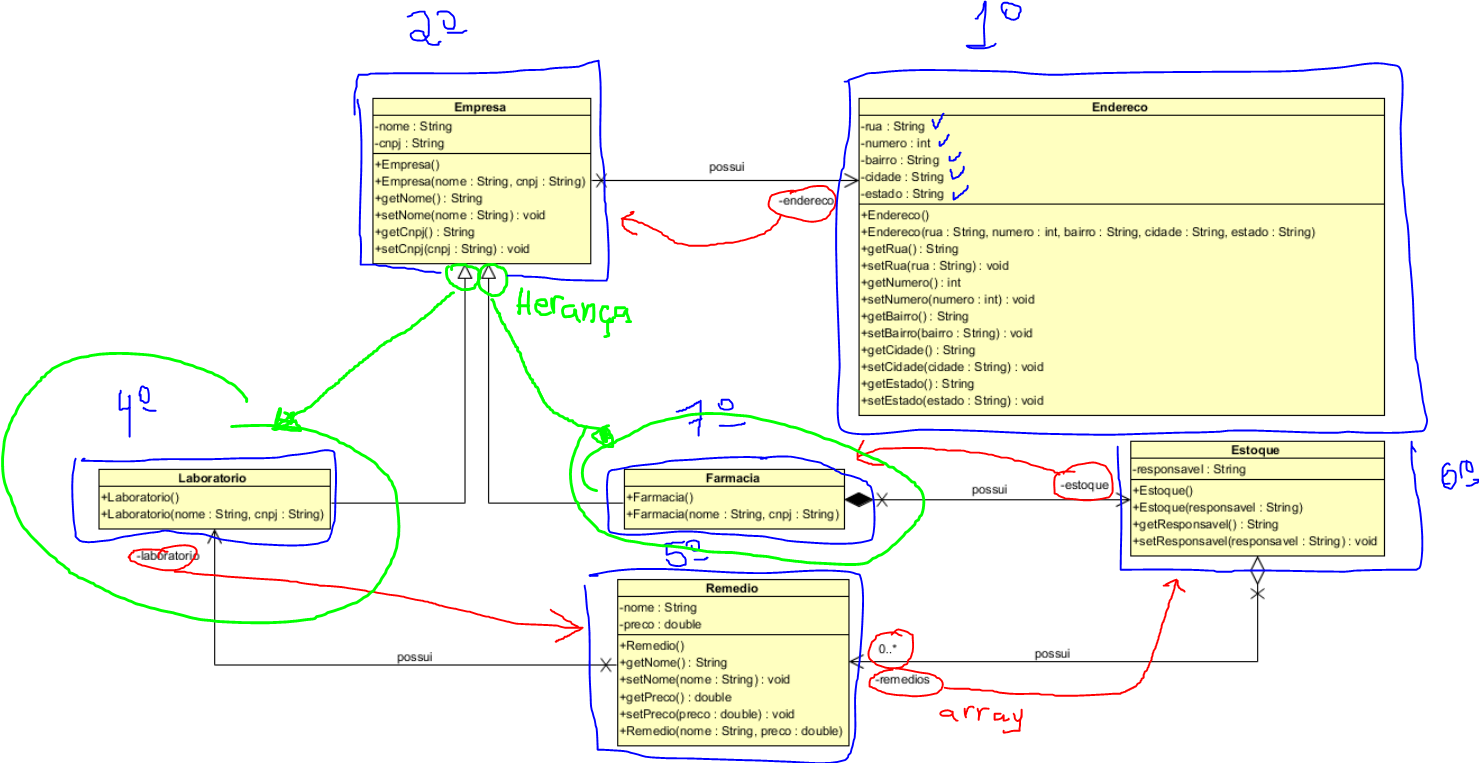 2º
1º
Empresa
-nome : String
-cnpj : String
+Empresa()
+Empresa(nome : String, cnpj : String)
+getNome() : String
+setNome(nome : String) : void
+getCnpj() : String
+setCnpj(cnpj : String) : void
possui
-endereco
Endereco
-rua : String
-numero : int
-bairro : String
-cidade : String
-estado : String
+Endereco()
+Endereco(rua : String, numero : int, bairro : String, cidade : String, estado : String)
+getRua() : String
+setRua(rua : String) : void
+getNumero() : int
+setNumero(numero : int) : void
+getBairro() : String
+setBairro(bairro : String) : void
+getCidade() : String
+setCidade(cidade : String) : void
+getEstado() : String
+setEstado(estado : String) : void
Herança
4º
Laboratorio
+Laboratorio()
+Laboratorio(nome : String, cnpj : String)
-laboratorio
7º
Farmacia
+Farmacia()
+Farmacia(nome : String, cnpj : String)
possui
-estoque
Estoque
-responsavel : String
+Estoque()
+Estoque(responsavel : String)
+getResponsavel() : String
+setResponsavel(responsavel : String) : void
6º
5º
Remedio
-nome : String
-preco : double
+Remedio()
+getNome() : String
+setNome(nome : String) : void
+getPreco() : double
+setPreco(preco : double) : void
+Remedio(nome : String, preco : double)
possui
0..*
-remedios
possui
array